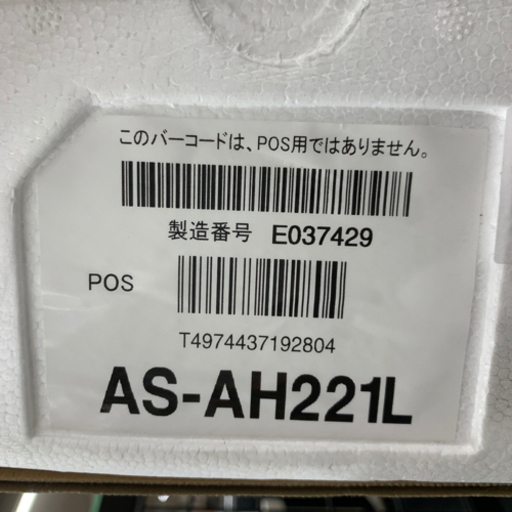 このバーコードは、POS用ではありません。
製造番号 E037429
POS
T4974437192804
AS-AH221L